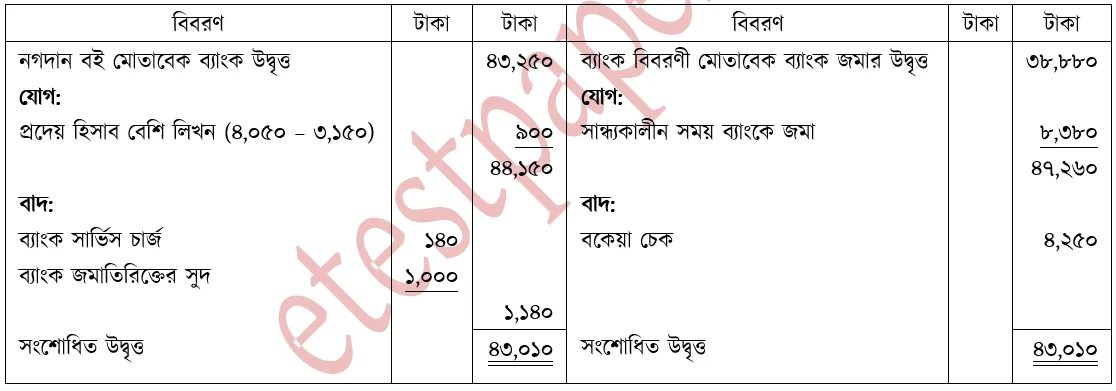 বিবরণ টাকা টাকা বিবরণ টাকা টাকা
নগদান বই মোতাবেক ব্যাংক উদ্বৃত্ত ৪৩,২৫০ ব্যাংক বিবরণী মোতাবেক ব্যাংক জমার উদ্বৃত্ত ৩৮,৮৮০
যোগ: যোগ:
প্রদেয় হিসাব বেশি লিখন (৪,০৫০ – ৩,১৫০) ৯০০ সান্ধ্যকালীন সময় ব্যাংকে জমা ৮,৩৮০
৪৪,১৫০ ৪৭,২৬০
বাদ: বাদ:
ব্যাংক সার্ভিস চার্জ ১৪০ বকেয়া চেক ৪,২৫০
ব্যাংক জমাতিরিক্তের সুদ ১,০০০
১,১৪০
সংশোধিত উদ্বৃত্ত ৪৩,০১০ সংশোধিত উদ্বৃত্ত ৪৩,০১০
etestpape